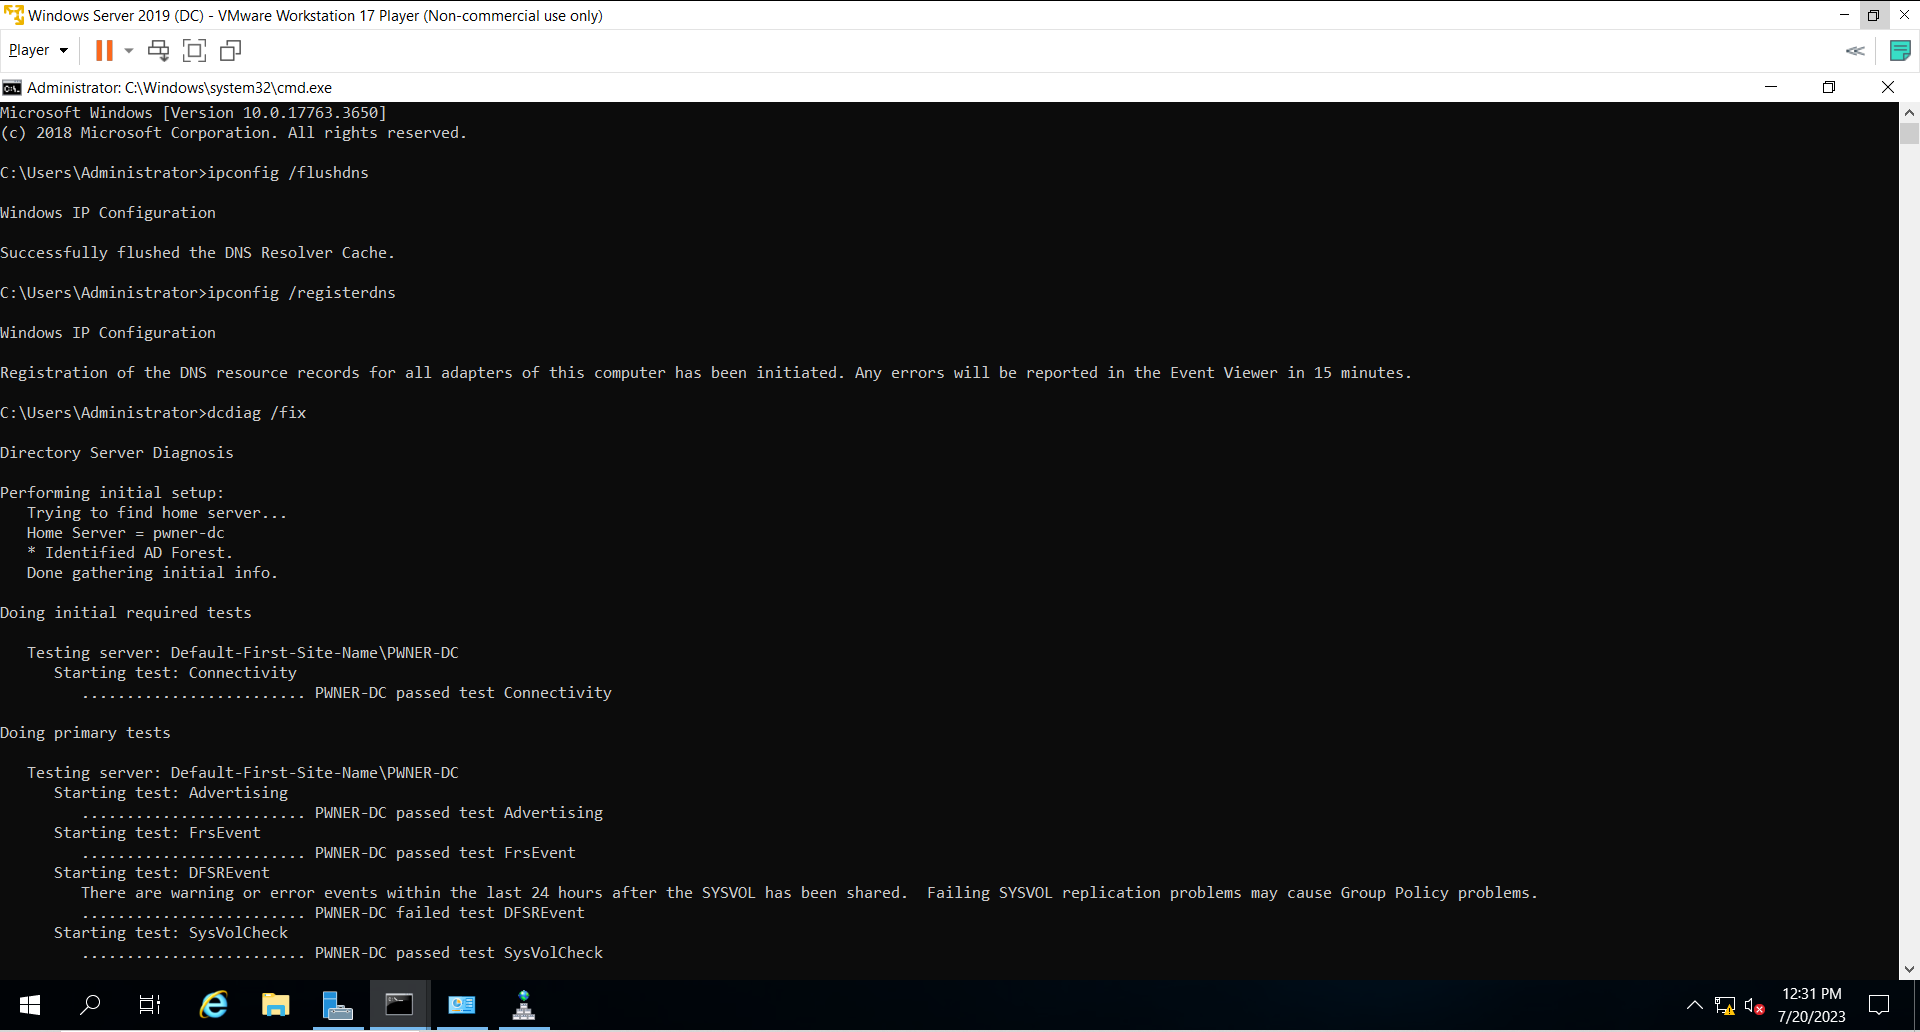 Windows Server 2019 (DC) - VMware Workstation 17 Player (Non-commercial use only)
Player
Administrator: C:\Windows\system32\cmd.exe
Microsoft Windows [Version 10.0.17763.3650]
(c) 2018 Microsoft Corporation. All rights reserved.
C:\Users\Administrator>ipconfig /flushdns
Windows IP Configuration
Successfully flushed the DNS Resolver Cache.
C:\Users\Administrator>ipconfig /registerdns
Windows IP Configuration
Registration of the DNS resource records for all adapters of this computer has been initiated. Any errors will be reported in the Event Viewer in 15 minutes.
C:\Users\Administrator>dcdiag /fix
Directory Server Diagnosis
Performing initial setup:
   Trying to find home server...
   Home Server = pwner-dc
   * Identified AD Forest.
   Done gathering initial info.
Doing initial required tests
   Testing server: Default-First-Site-Name\PWNER-DC
      Starting test: Connectivity
         ......................... PWNER-DC passed test Connectivity
Doing primary tests
   Testing server: Default-First-Site-Name\PWNER-DC
      Starting test: Advertising
         ......................... PWNER-DC passed test Advertising
      Starting test: FrsEvent
         ......................... PWNER-DC passed test FrsEvent
      Starting test: DFSREvent
         There are warning or error events within the last 24 hours after the SYSVOL has been shared.  Failing SYSVOL replication problems may cause Group Policy problems.
         ......................... PWNER-DC failed test DFSREvent
      Starting test: SysVolCheck
         ......................... PWNER-DC passed test SysVolCheck
12:31 PM
7/20/2023